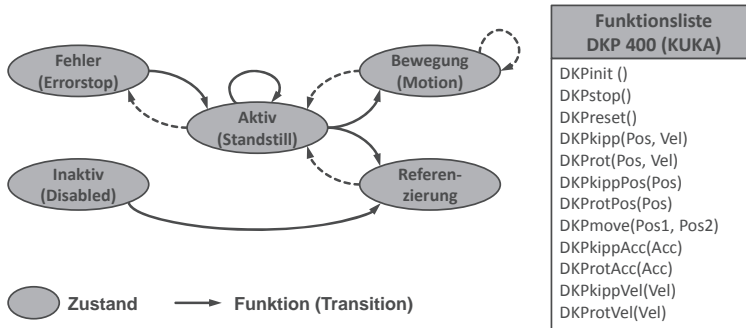 Fehler
(Errorstop)
Bewegung
(Motion)
Aktiv
(Standstill)
Inaktiv
(Disabled)
Referen-
zierung
Zustand
Funktion (Transition)
Funktionsliste
DKP 400 (KUKA)
DKPinit ()
DKPstop()
DKPreset()
DKPkipp(Pos, Vel)
DKProt(Pos, Vel)
DKPkippPos(Pos)
DKProtPos(Pos)
DKPmove(Pos1, Pos2)
DKPkippAcc(Acc)
DKProtAcc(Acc)
DKPkippVel(Vel)
DKProtVel(Vel)